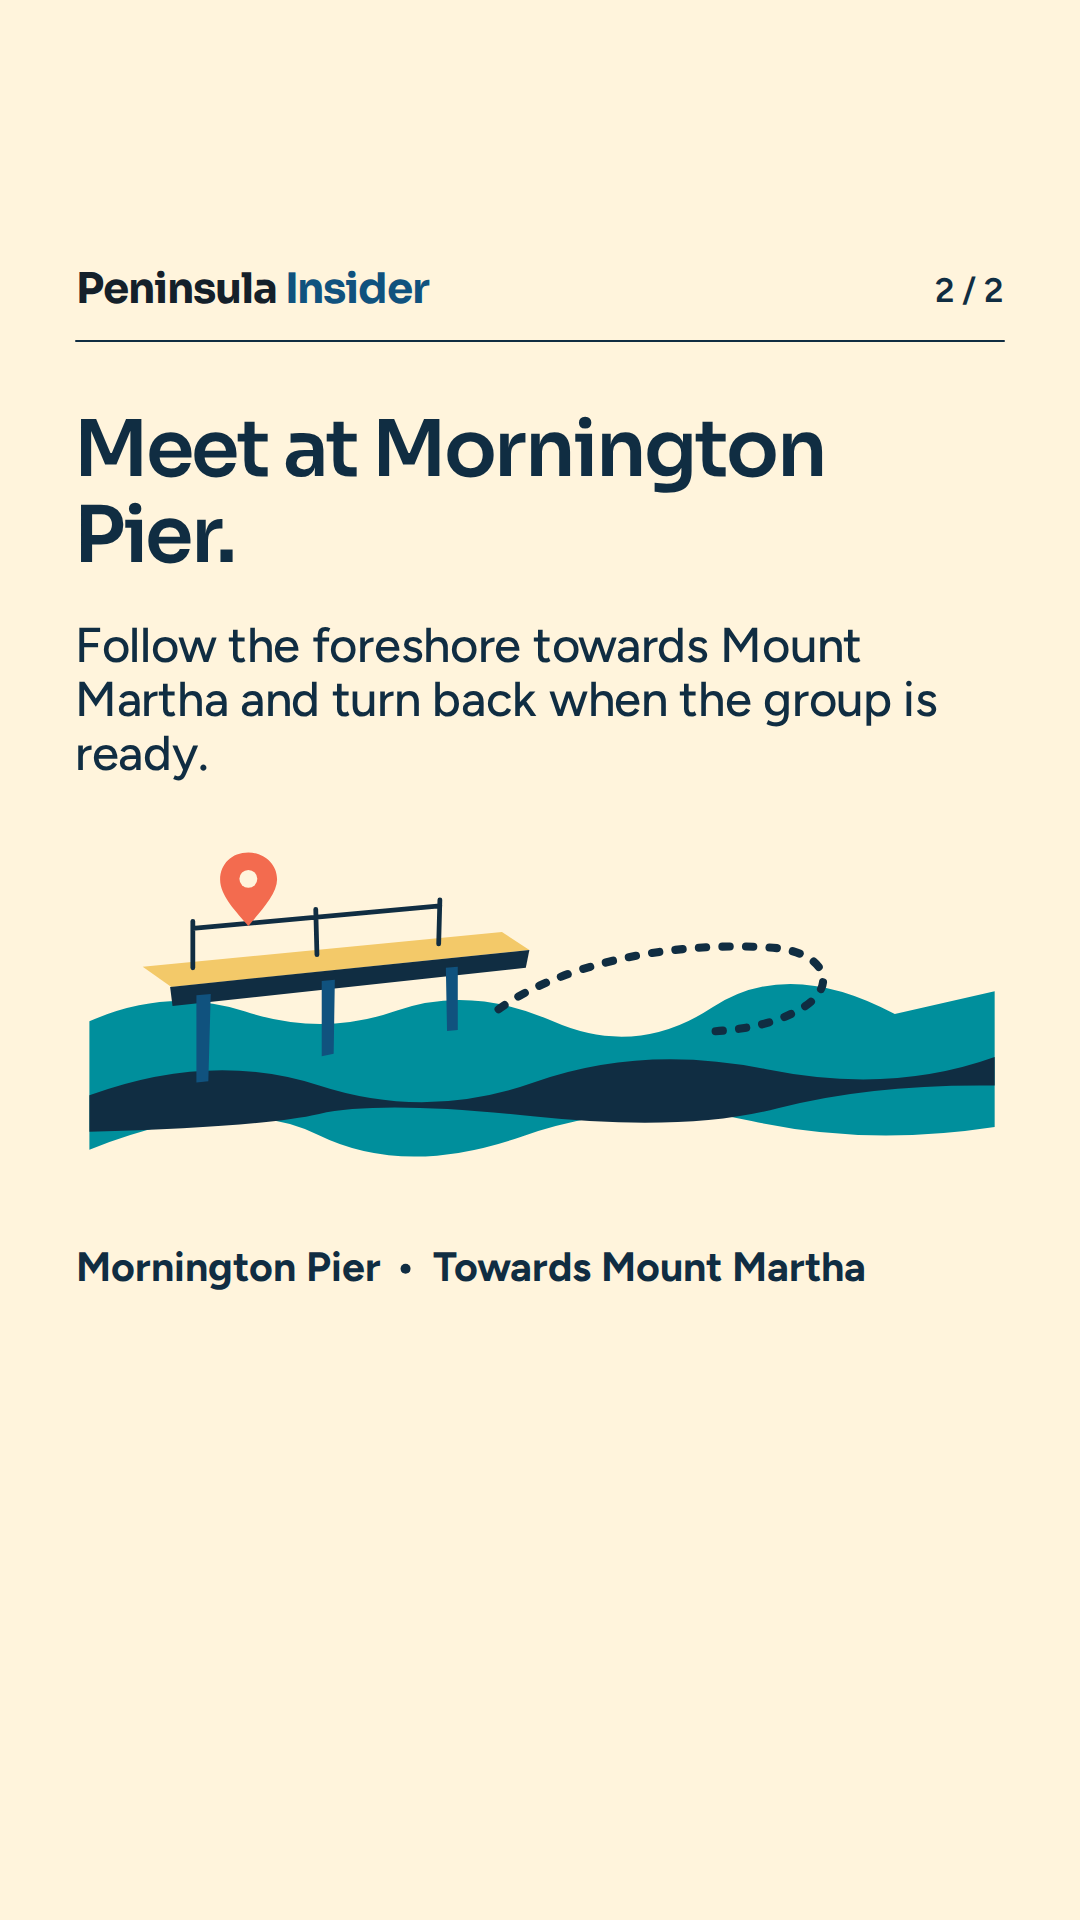 Peninsula Insider
2 / 2
Meet at Mornington
Pier.
Follow the foreshore towards Mount
Martha and turn back when the group is
ready.
Mornington Pier • Towards Mount Martha